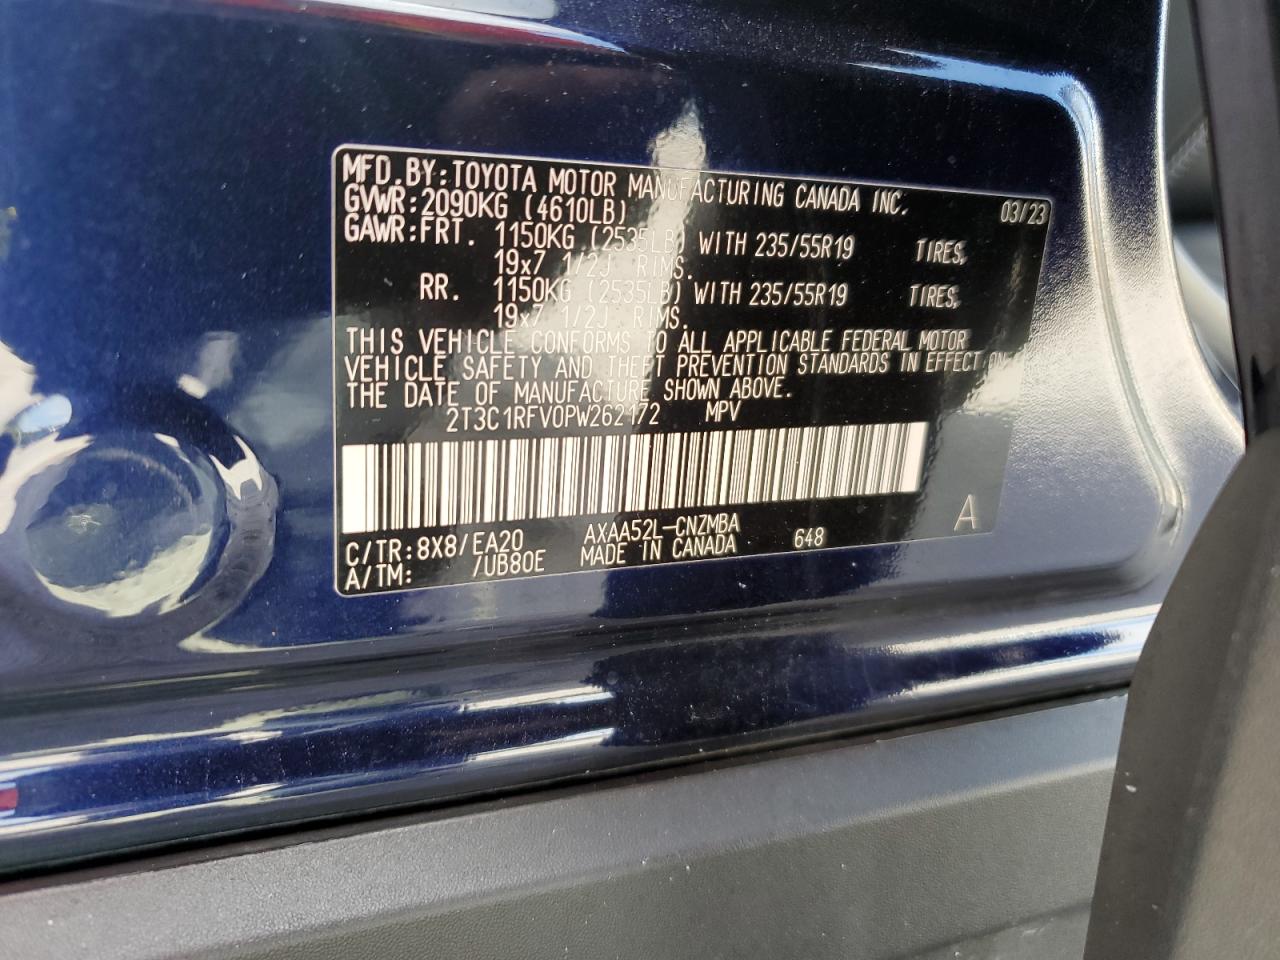 MFD.BY:TOYOTA MOTOR MANUFACTURING CANADA INC. 03/23
GVWR:2090KG (4610LB)
GAWR:FRT. 1150KG (2535LB) WITH 235/55R19 TIRES,
19x7 1/2J RIMS.
RR. 1150KG (2535LB) WITH 235/55R19 TIRES,
19x7 1/2J RIMS.
THIS VEHICLE CONFORMS TO ALL APPLICABLE FEDERAL MOTOR
VEHICLE SAFETY AND THEFT PREVENTION STANDARDS IN EFFECT ON
THE DATE OF MANUFACTURE SHOWN ABOVE.
2T3C1RFV0PW262172 MPV
C/TR:8X8/EA20 AXAA52L-CNZMBA 648 A
A/TM: /UB80E MADE IN CANADA